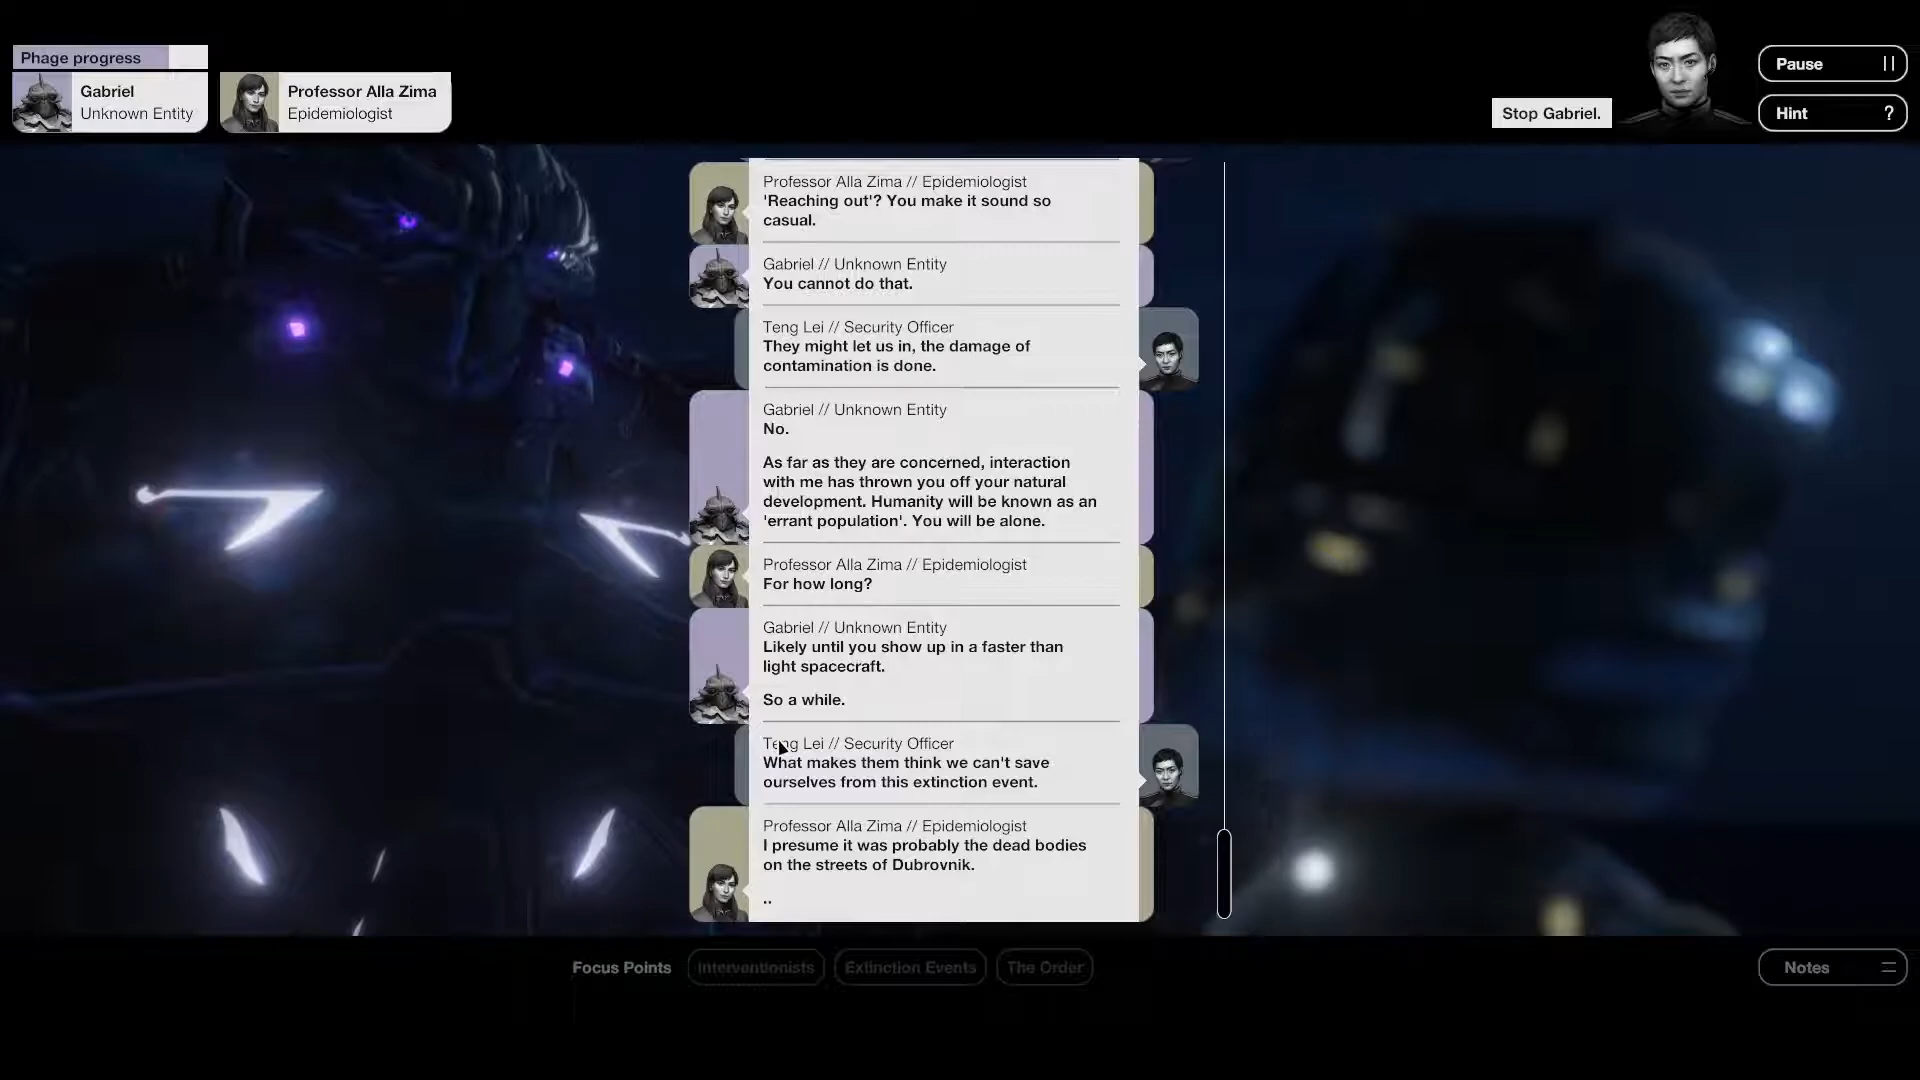 Phage progress
Gabriel
Unknown Entity
Professor Alla Zima
Epidemiologist
Stop Gabriel.
Pause
Hint ?
Professor Alla Zima // Epidemiologist
'Reaching out'? You make it sound so
casual.
Gabriel // Unknown Entity
You cannot do that.
Teng Lei // Security Officer
They might let us in, the damage of
contamination is done.
Gabriel // Unknown Entity
No.
As far as they are concerned, interaction
with me has thrown you off your natural
development. Humanity will be known as an
'errant population'. You will be alone.
Professor Alla Zima // Epidemiologist
For how long?
Gabriel // Unknown Entity
Likely until you show up in a faster than
light spacecraft.
So a while.
Teng Lei // Security Officer
What makes them think we can't save
ourselves from this extinction event.
Professor Alla Zima // Epidemiologist
I presume it was probably the dead bodies
on the streets of Dubrovnik.
..
Focus Points
Interventionists
Extinction Events
The Order
Notes